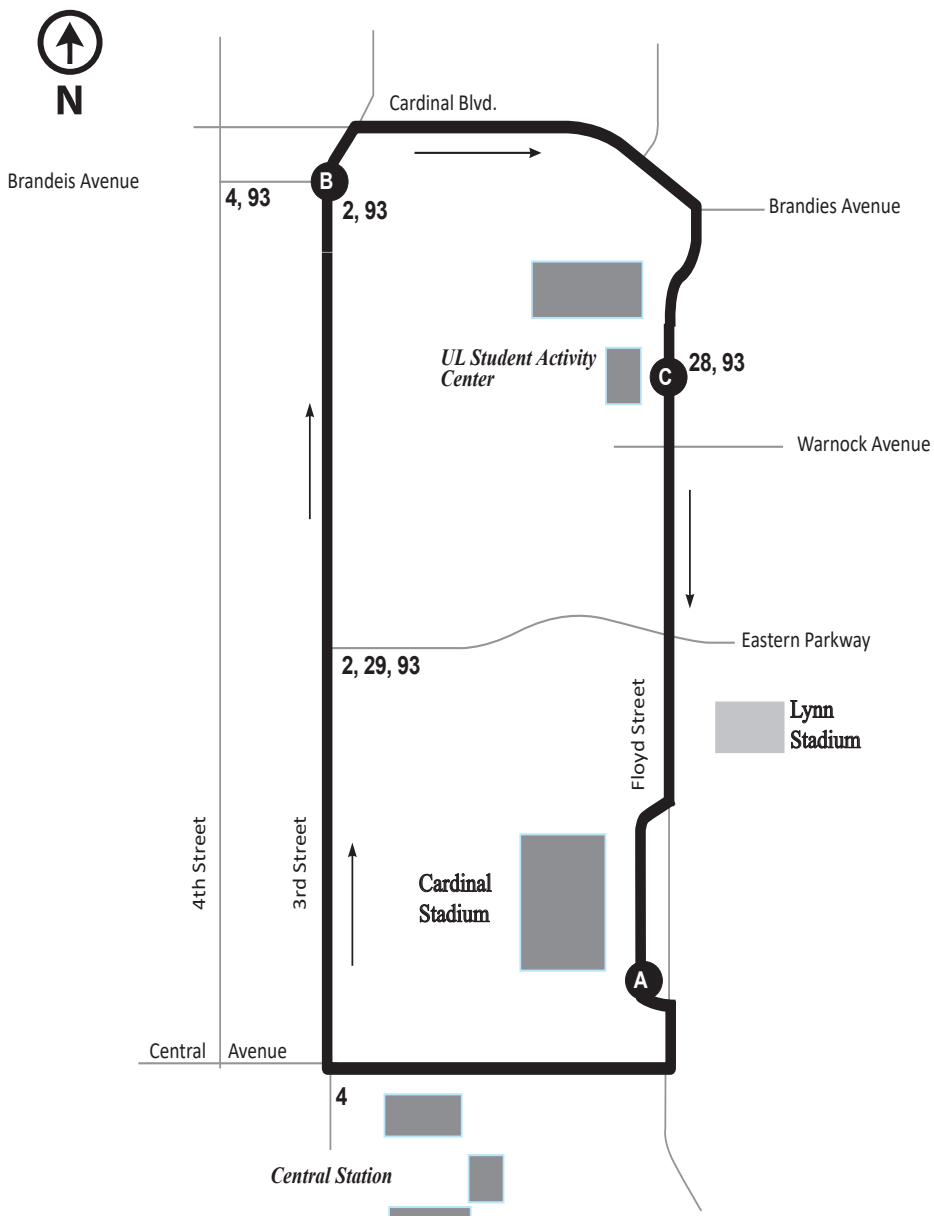 N
Cardinal Blvd.
Brandeis Avenue
B
4, 93
2, 93
Brandies Avenue
UL Student Activity
Center
C
28, 93
Warnock Avenue
Eastern Parkway
2, 29, 93
Floyd Street
Lynn
Stadium
4th Street
3rd Street
Cardinal
Stadium
A
Central Avenue
4
Central Station